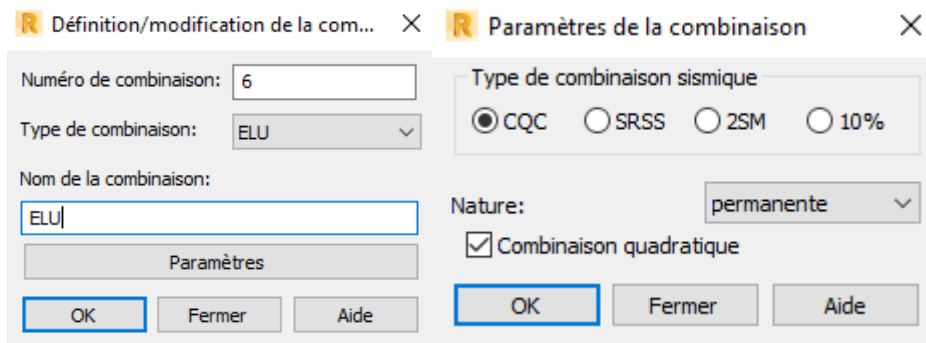 Définition/modification de la com...
Numéro de combinaison: 6
Type de combinaison: ELU
Nom de la combinaison:
ELU
Paramètres
OK Fermer Aide
Paramètres de la combinaison
Type de combinaison sismique
CQC SRSS 2SM 10%
Nature: permanente
Combinaison quadratique
OK Fermer Aide